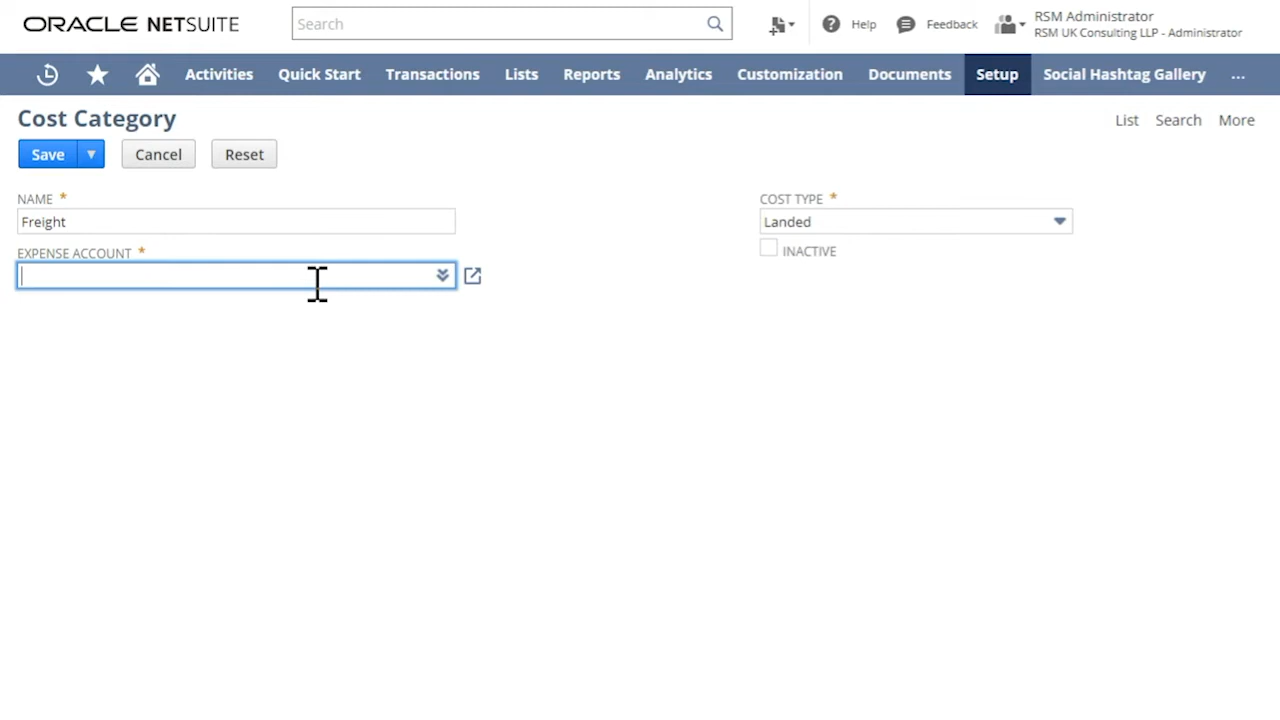 ORACLE NETSUITE
Search
Help
Feedback
RSM Administrator
RSM UK Consulting LLP - Administrator
Activities
Quick Start
Transactions
Lists
Reports
Analytics
Customization
Documents
Setup
Social Hashtag Gallery
...
Cost Category
List
Search
More
Save
Cancel
Reset
NAME *
Freight
EXPENSE ACCOUNT *
COST TYPE *
Landed
INACTIVE